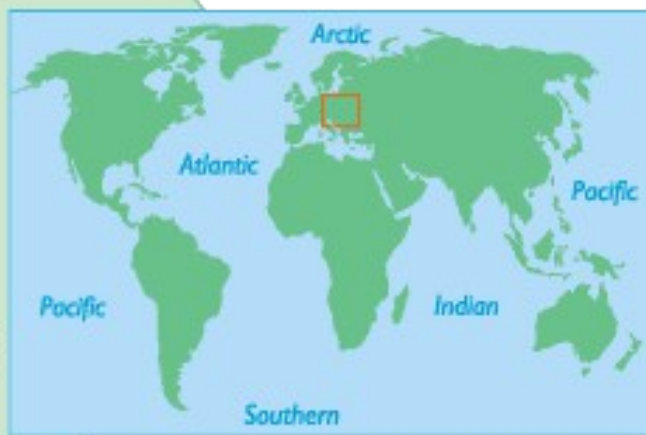 Arctic
Atlantic
Pacific
Pacific
Indian
Southern